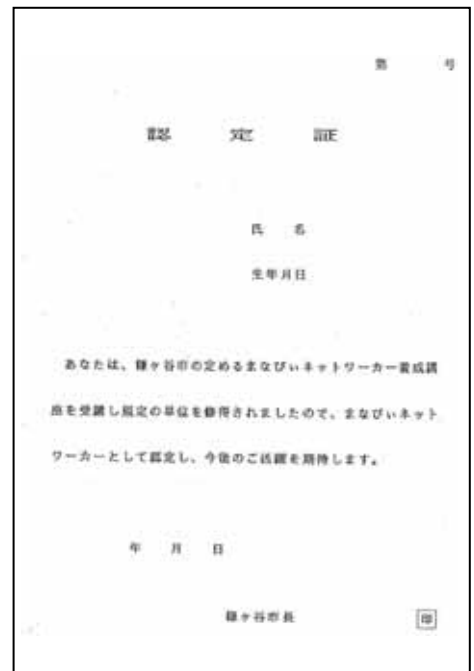 第　　号
認　定　証
氏　名
生年月日
あなたは、鎌ヶ谷市の定めるまなびぃネットワーカー養成講
座を受講し規定の単位を修得されましたので、まなびぃネット
ワーカーとして認定し、今後のご活躍を期待します。
年　月　日
鎌ヶ谷市長　印